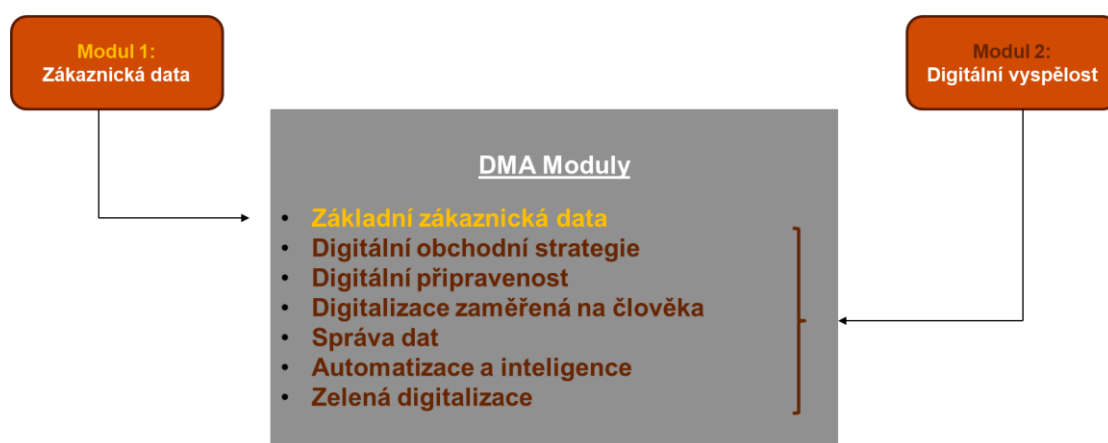 Modul 1:
Zákaznická data
Modul 2:
Digitální vyspělost
DMA Moduly
• Základní zákaznická data
• Digitální obchodní strategie
• Digitální připravenost
• Digitalizace zaměřená na člověka
• Správa dat
• Automatizace a inteligence
• Zelená digitalizace